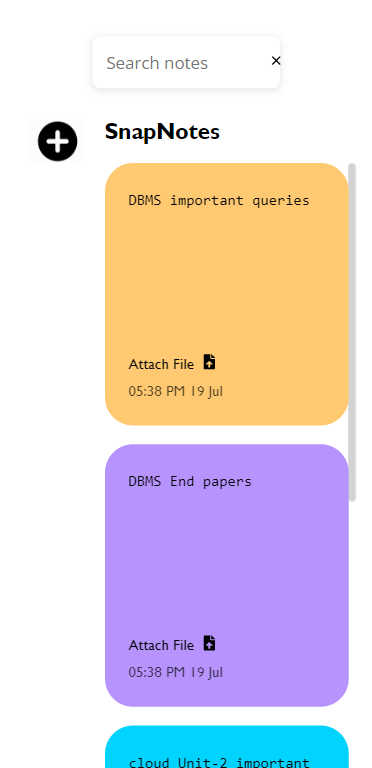 Search notes ×
SnapNotes
DBMS important queries
Attach File
05:38 PM 19 Jul
DBMS End papers
Attach File
05:38 PM 19 Jul
cloud Unit-2 important